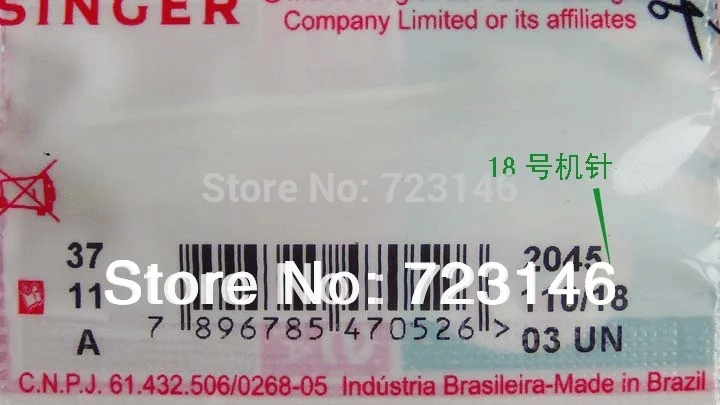 SINGER
Company Limited or its affiliates
18 号机针
Store No: 723146
37
11
A
2045
110/18
03 UN
Store No: 723146
7 896785 470526 >
C.N.P.J. 61.432.506/0268-05 Indústria Brasileira-Made in Brazil